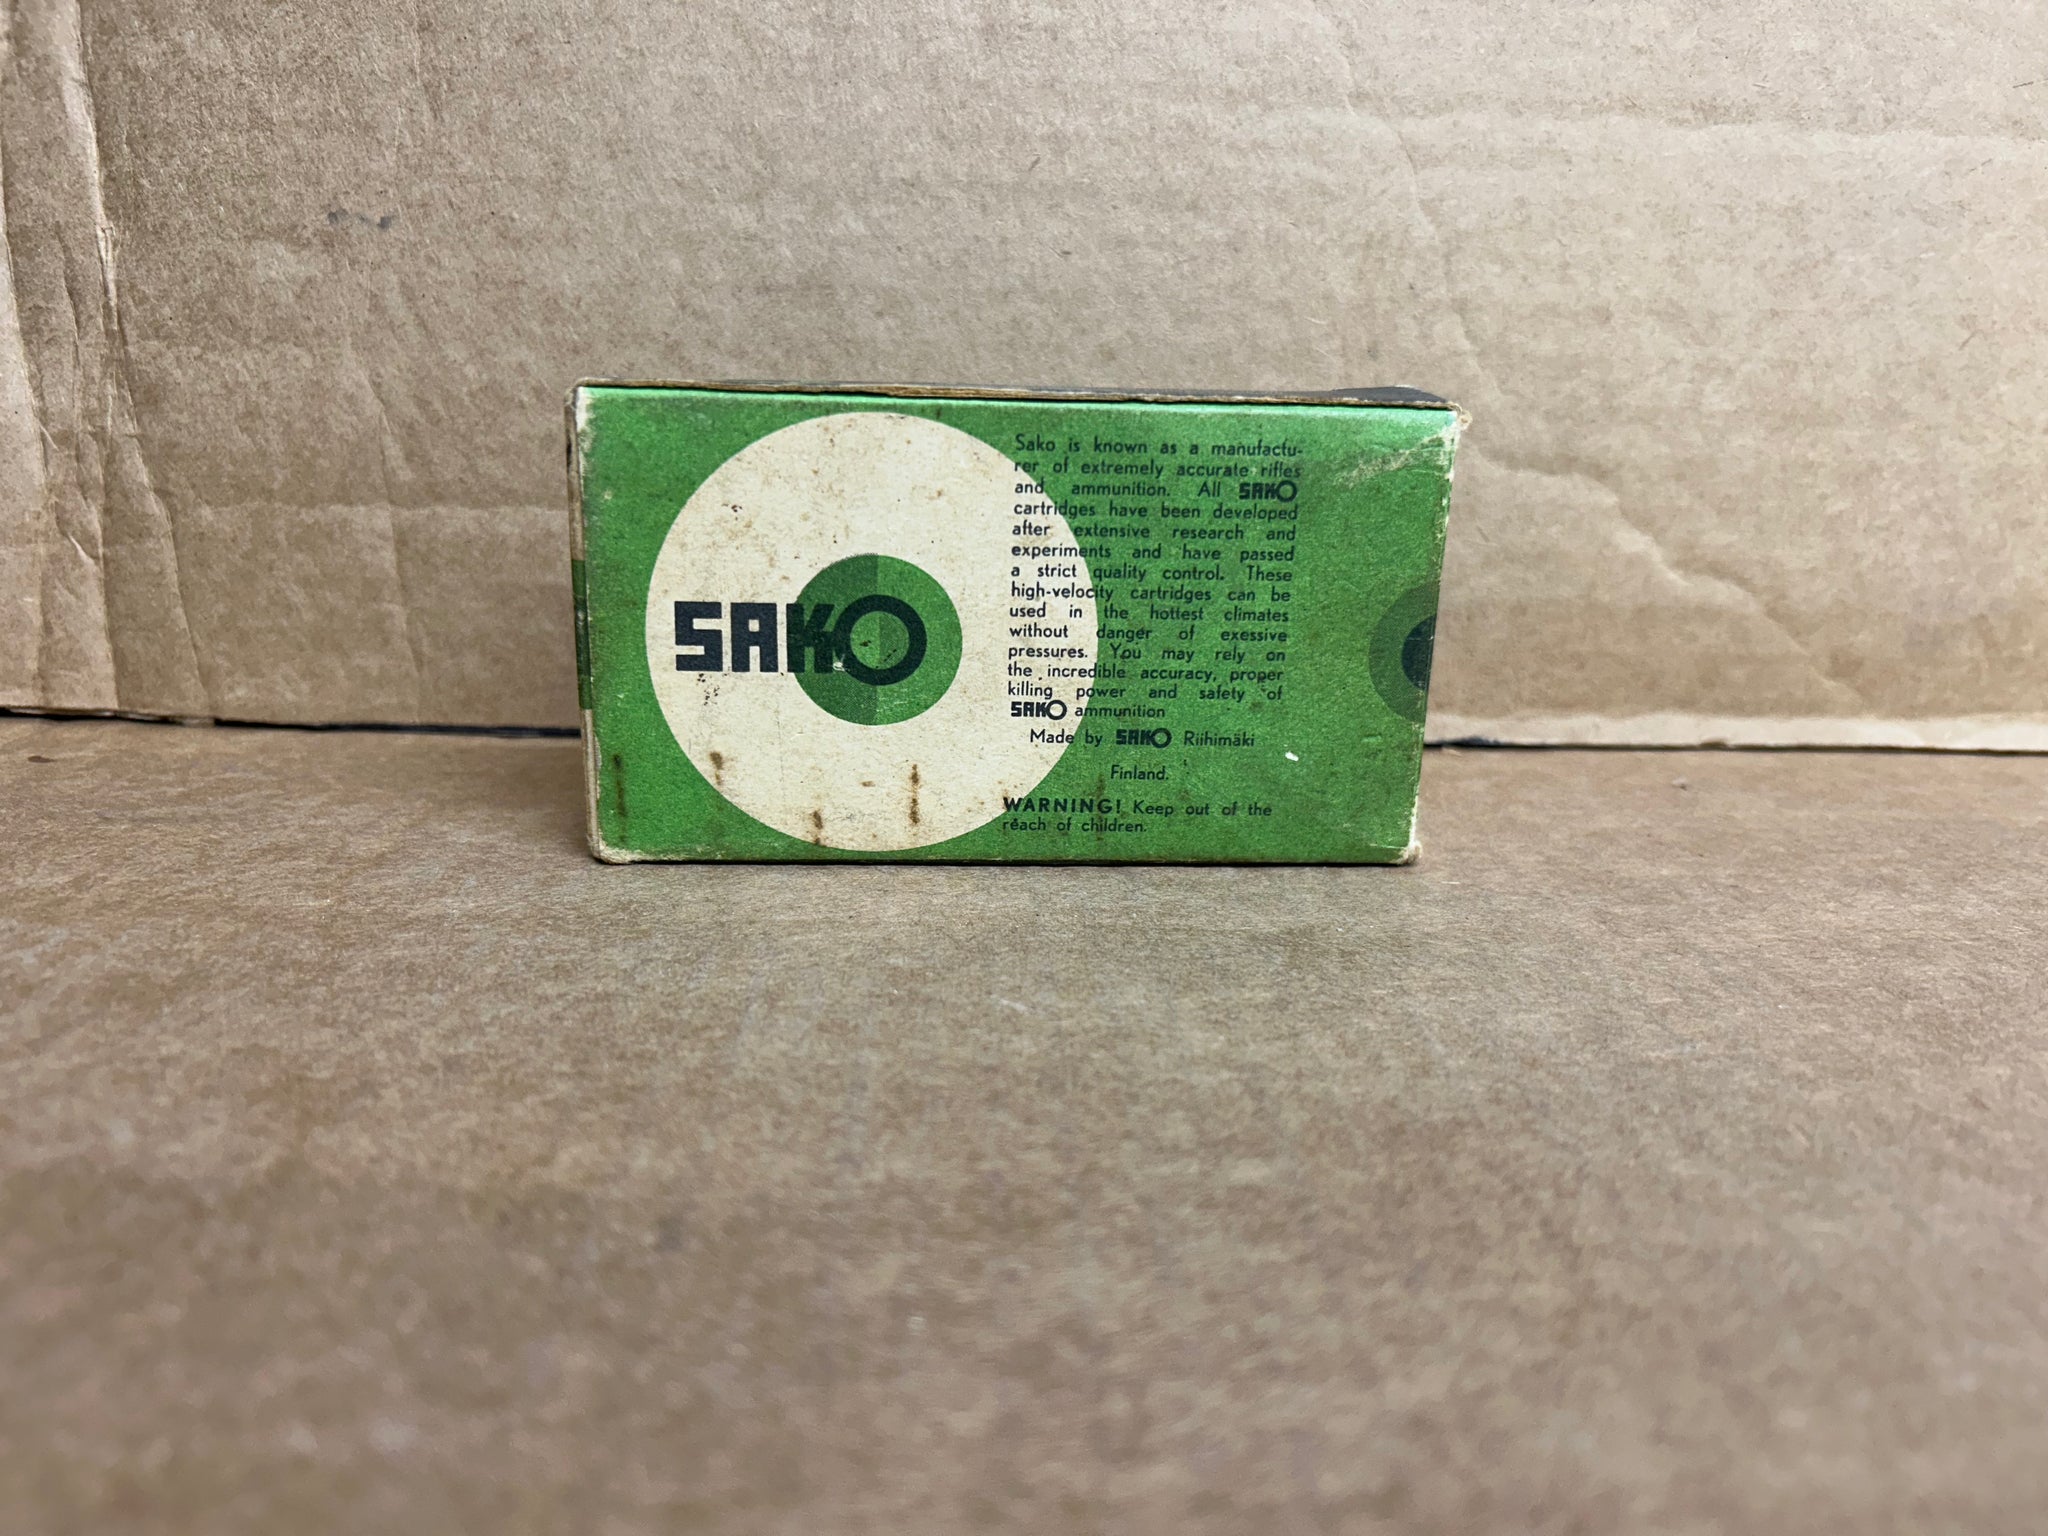 SAKO
Sako is known as a manufactu-
rer of extremely accurate rifles
and ammunition. All SAKO
cartridges have been developed
after extensive research and
experiments and have passed
a strict quality control. These
high-velocity cartridges can be
used in the hottest climates
without danger of exessive
pressures. You may rely on
the incredible accuracy, proper
killing power and safety of
SAKO ammunition
Made by SAKO Riihimäki
Finland.
WARNING! Keep out of the
reach of children.